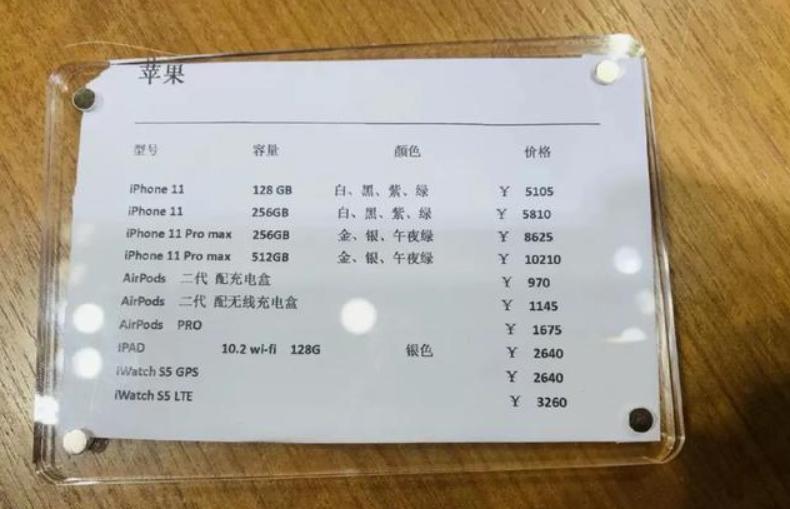 苹果
型号 容量 颜色 价格
iPhone 11 128 GB 白、黑、紫、绿 ￥ 5105
iPhone 11 256GB 白、黑、紫、绿 ￥ 5810
iPhone 11 Pro max 256GB 金、银、午夜绿 ￥ 8625
iPhone 11 Pro max 512GB 金、银、午夜绿 ￥ 10210
AirPods 二代 配充电盒 ￥ 970
AirPods 二代 配无线充电盒 ￥ 1145
AirPods PRO ￥ 1675
IPAD 10.2 wi-fi 128G 银色 ￥ 2640
iWatch S5 GPS ￥ 2640
iWatch S5 LTE ￥ 3260